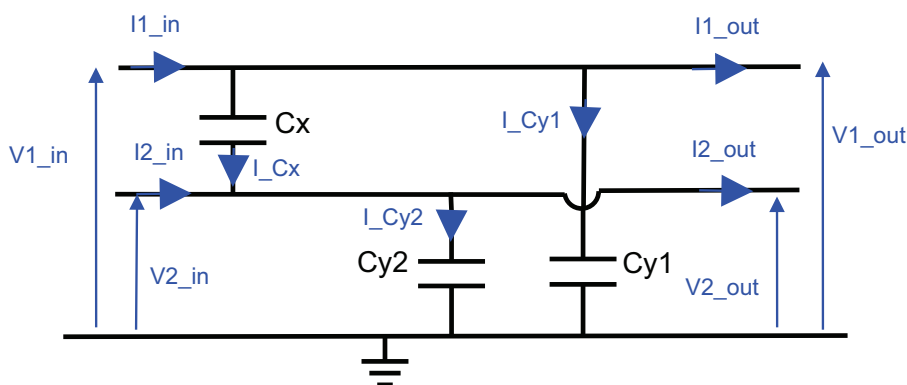 I1_in
I1_out
Cx
I_Cy1
V1_in
V1_out
I2_in
I_Cx
I2_out
I_Cy2
V2_in
Cy2
Cy1
V2_out